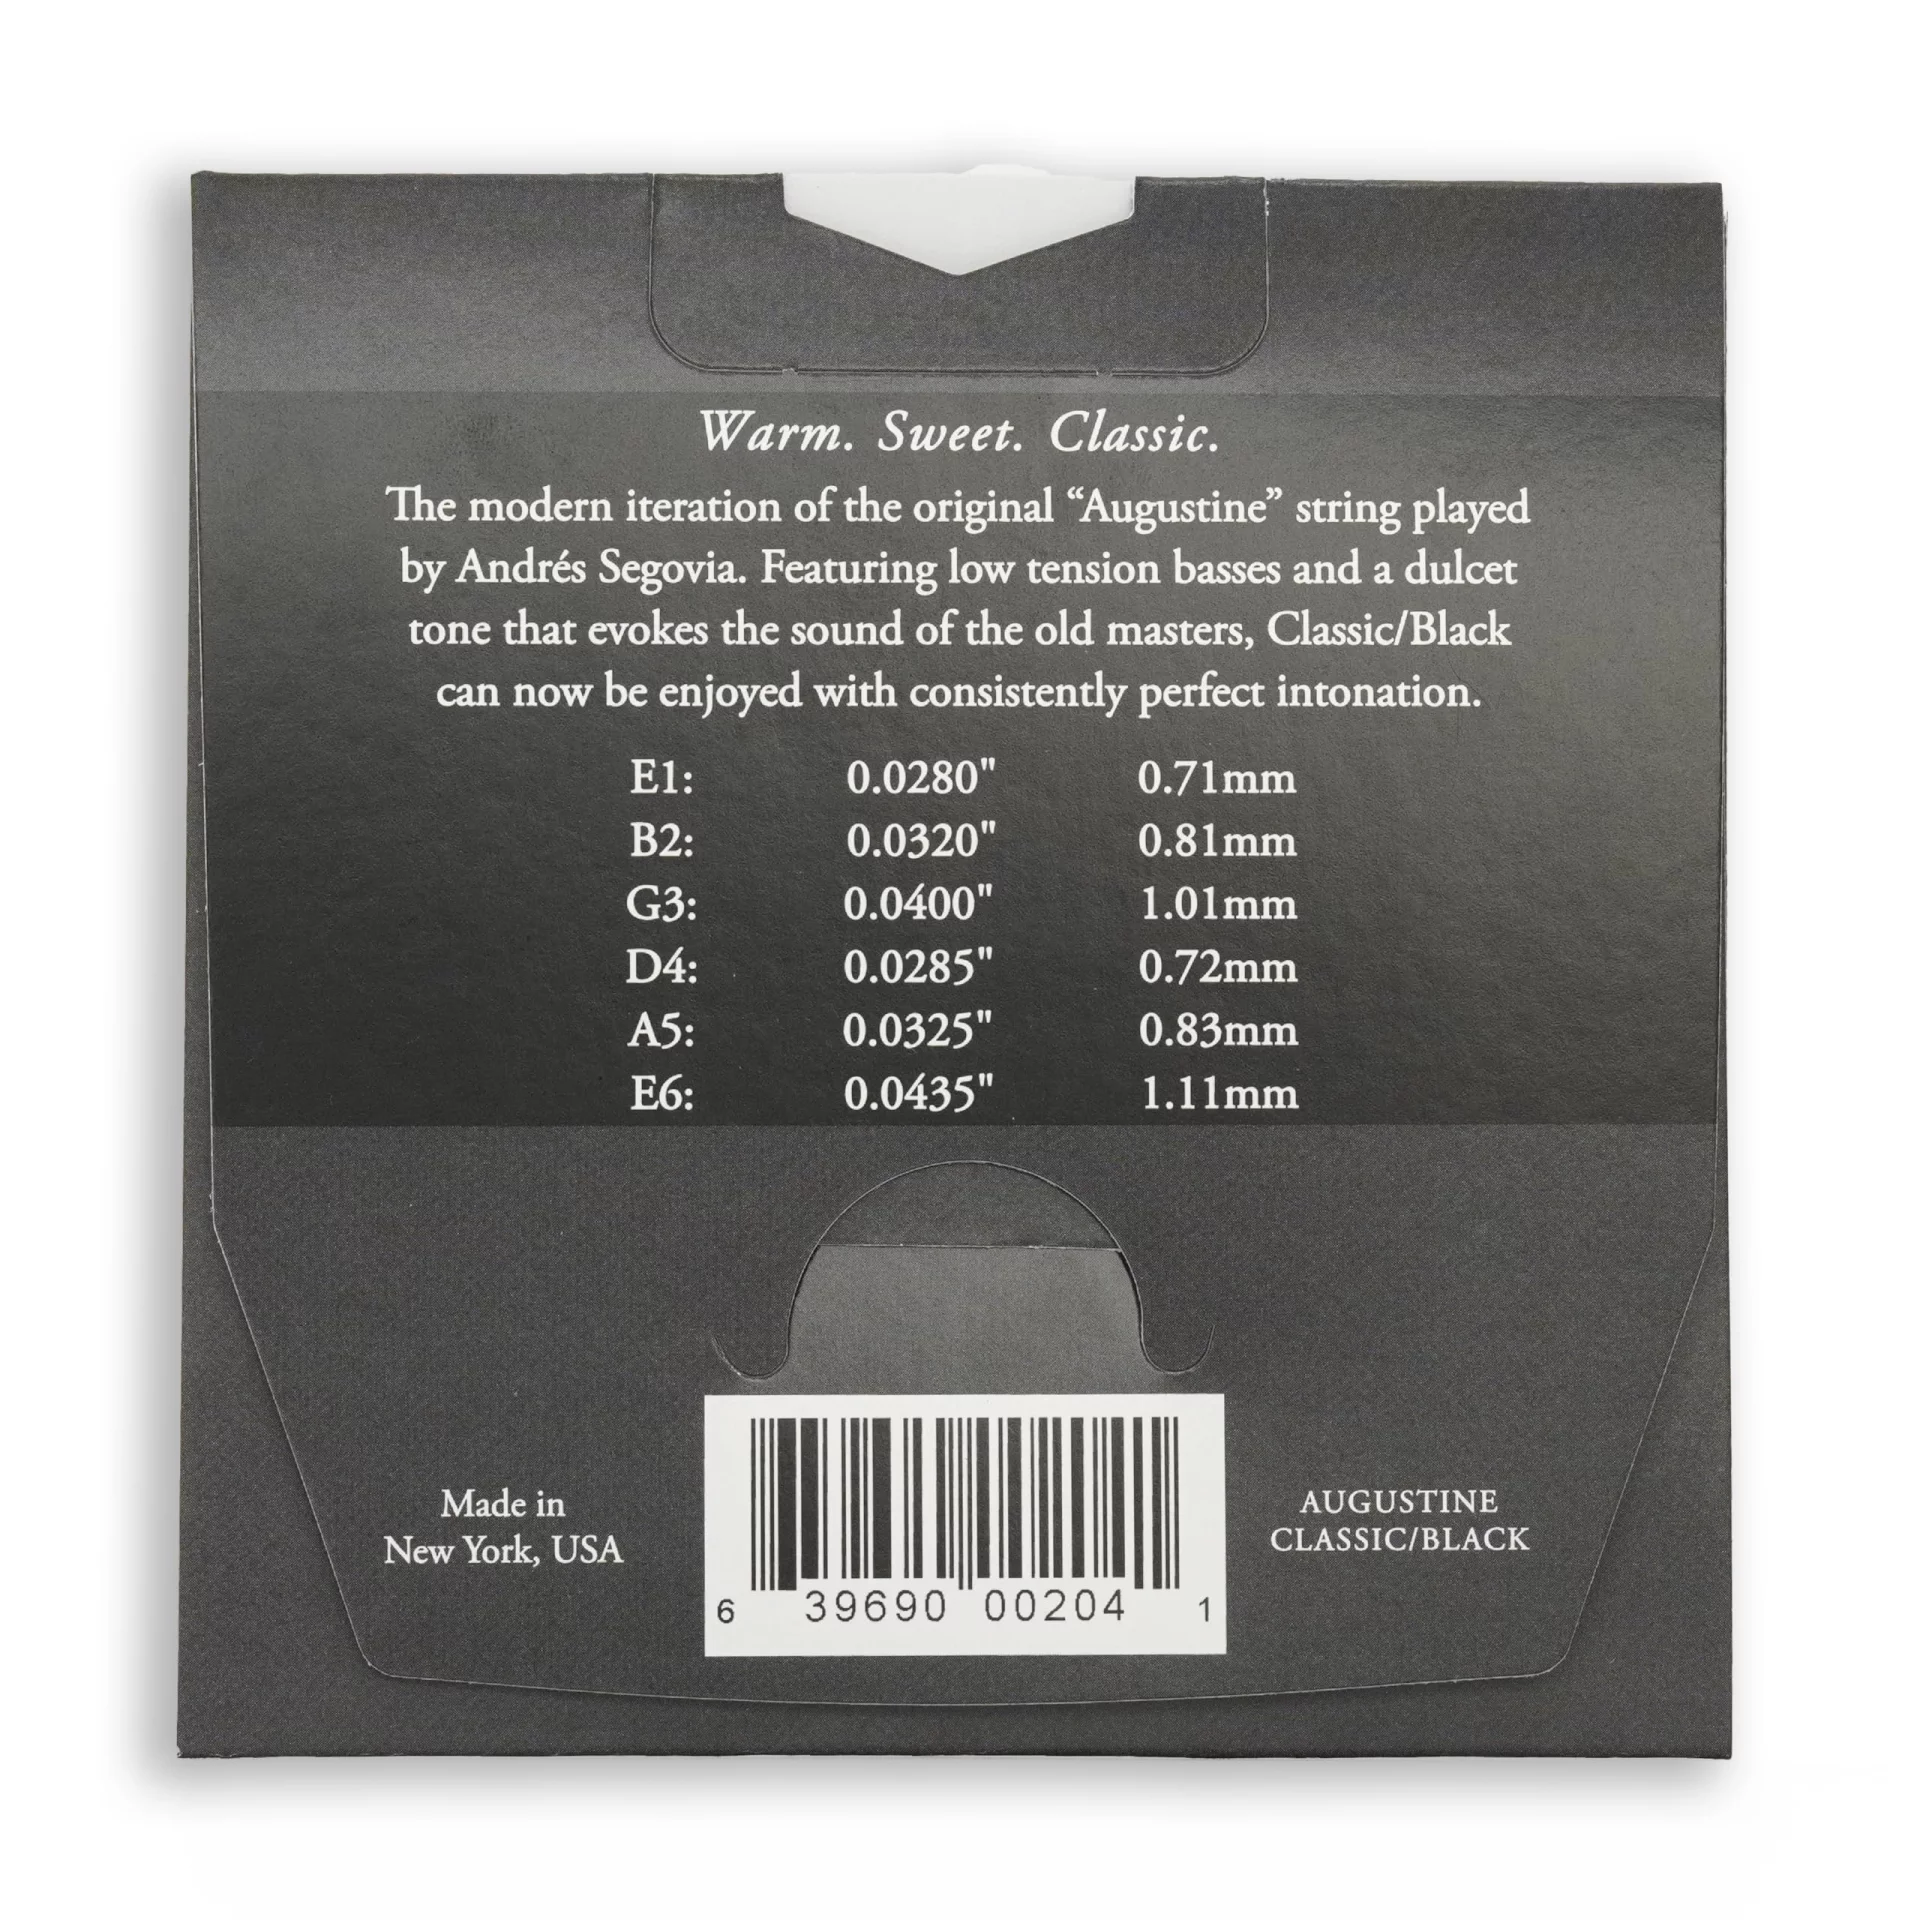 Warm. Sweet. Classic.
The modern iteration of the original “Augustine” string played
by Andrés Segovia. Featuring low tension basses and a dulcet
tone that evokes the sound of the old masters, Classic/Black
can now be enjoyed with consistently perfect intonation.
E1: 0.0280" 0.71mm
B2: 0.0320" 0.81mm
G3: 0.0400" 1.01mm
D4: 0.0285" 0.72mm
A5: 0.0325" 0.83mm
E6: 0.0435" 1.11mm
Made in
New York, USA
6 39690 00204 1
AUGUSTINE
CLASSIC/BLACK